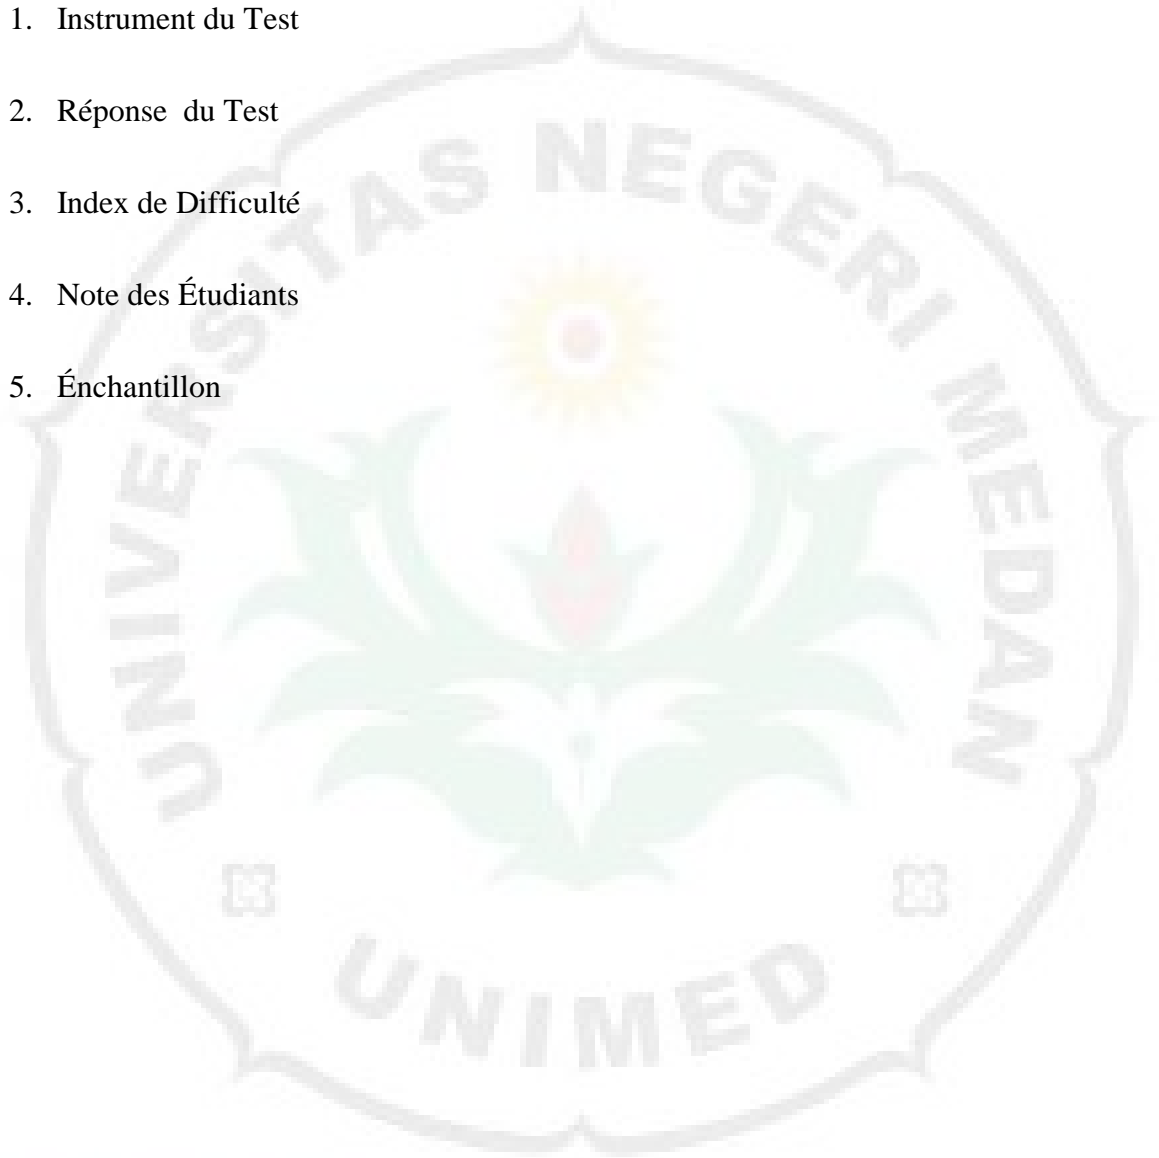 1. Instrument du Test
2. Réponse  du Test
3. Index de Difficulté
4. Note des Étudiants
5. Énchantillon
UNIVERSITAS NEGERI MEDAN
UNIMED